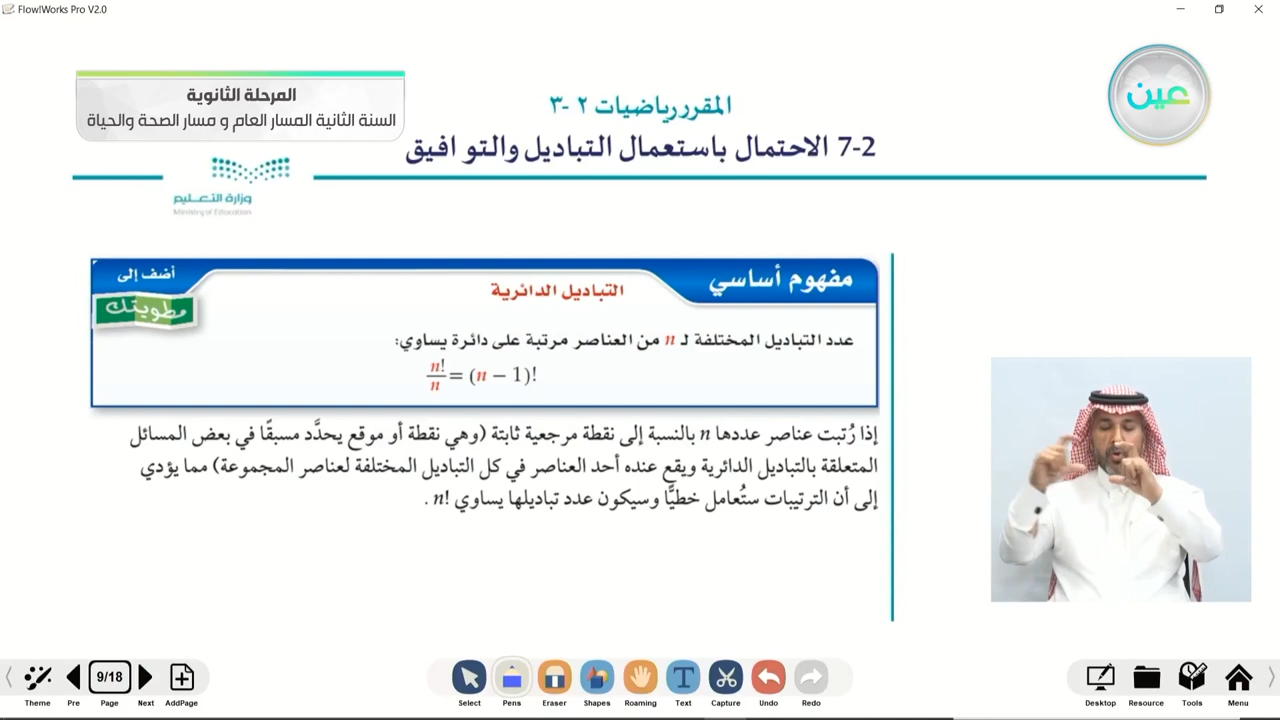 FlowWorks Pro V2.0
المرحلة الثانوية
السنة الثانية المسار العام و مسار الصحة والحياة
المقرر رياضيات ٢ -٣
7-2 الاحتمال باستعمال التباديل والتوافيق
عين
وزارة التعليم
Ministry of Education
مفهوم أساسي
التباديل الدائرية
أضف إلى
مطويتك
عدد التباديل المختلفة لـ n من العناصر مرتبة على دائرة يساوي:
n!/n = (n − 1)!
إذا رُتبت عناصر عددها n بالنسبة إلى نقطة مرجعية ثابتة (وهي نقطة أو موقع يحدَّد مسبقًا في بعض المسائل
المتعلقة بالتباديل الدائرية ويقع عنده أحد العناصر في كل التباديل المختلفة لعناصر المجموعة) مما يؤدي
إلى أن الترتيبات ستُعامل خطيًّا وسيكون عدد تباديلها يساوي n! .
9/18
Theme Pre Page Next AddPage
Select Pens Eraser Shapes Roaming Text Capture Undo Redo
Desktop Resource Tools Menu